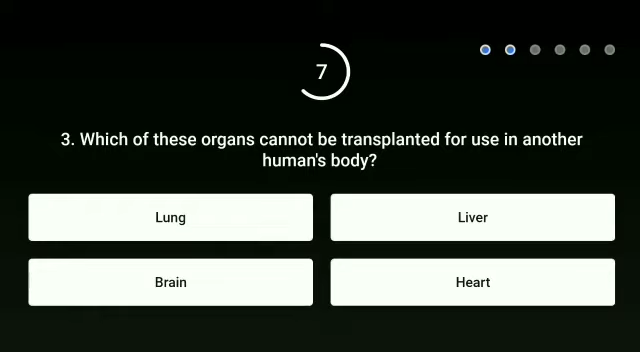 7
3. Which of these organs cannot be transplanted for use in another
human's body?
Lung
Liver
Brain
Heart